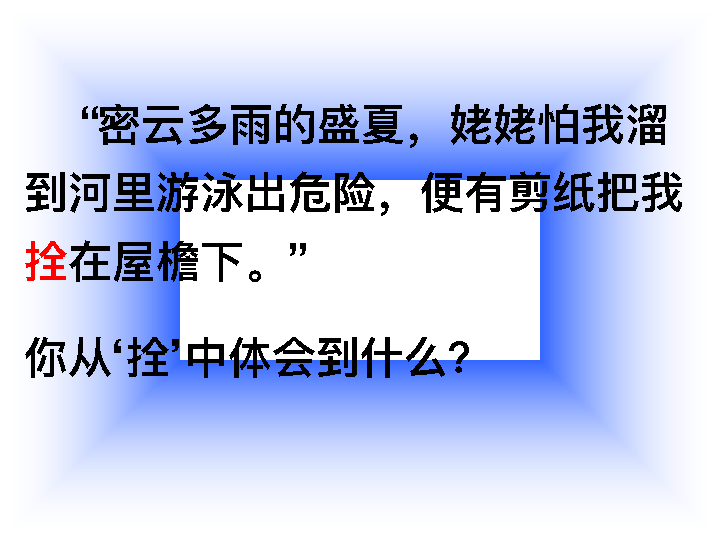 “密云多雨的盛夏，姥姥怕我溜
到河里游泳出危险，便有剪纸把我
拴在屋檐下。”
你从‘拴’中体会到什么？